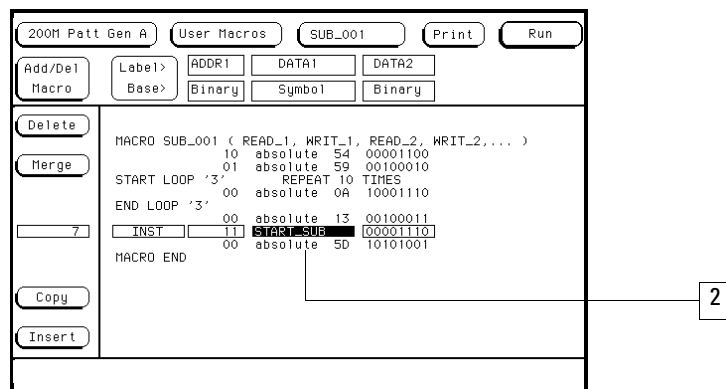 200M Patt Gen A User Macros SUB_001 Print Run
Add/Del Macro Label> ADDR1 DATA1 DATA2
Base> Binary Symbol Binary
Delete
MACRO SUB_001 ( READ_1, WRIT_1, READ_2, WRIT_2,... )
10 absolute 54 00001100
Merge 01 absolute 59 00100010
START LOOP '3' REPEAT 10 TIMES
00 absolute 0A 10001110
END LOOP '3'
00 absolute 13 00100011
7 INST 11 START_SUB 00001110
00 absolute 5D 10101001
MACRO END
Copy
2
Insert